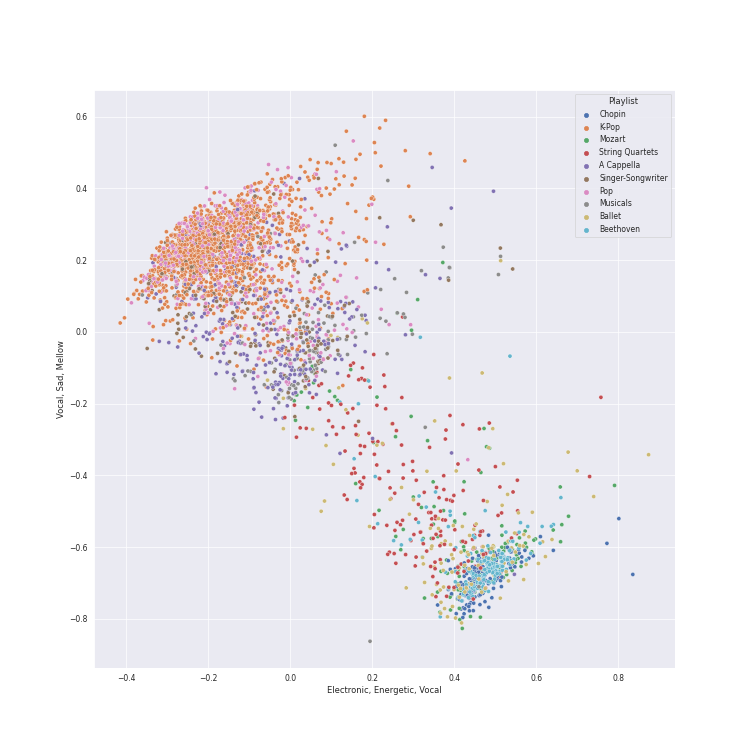 Playlist
Chopin
K-Pop
Mozart
String Quartets
A Cappella
Singer-Songwriter
Pop
Musicals
Ballet
Beethoven
0.6
0.4
0.2
0.0
−0.2
−0.4
−0.6
−0.8
Vocal, Sad, Mellow
−0.4 −0.2 0.0 0.2 0.4 0.6 0.8
Electronic, Energetic, Vocal